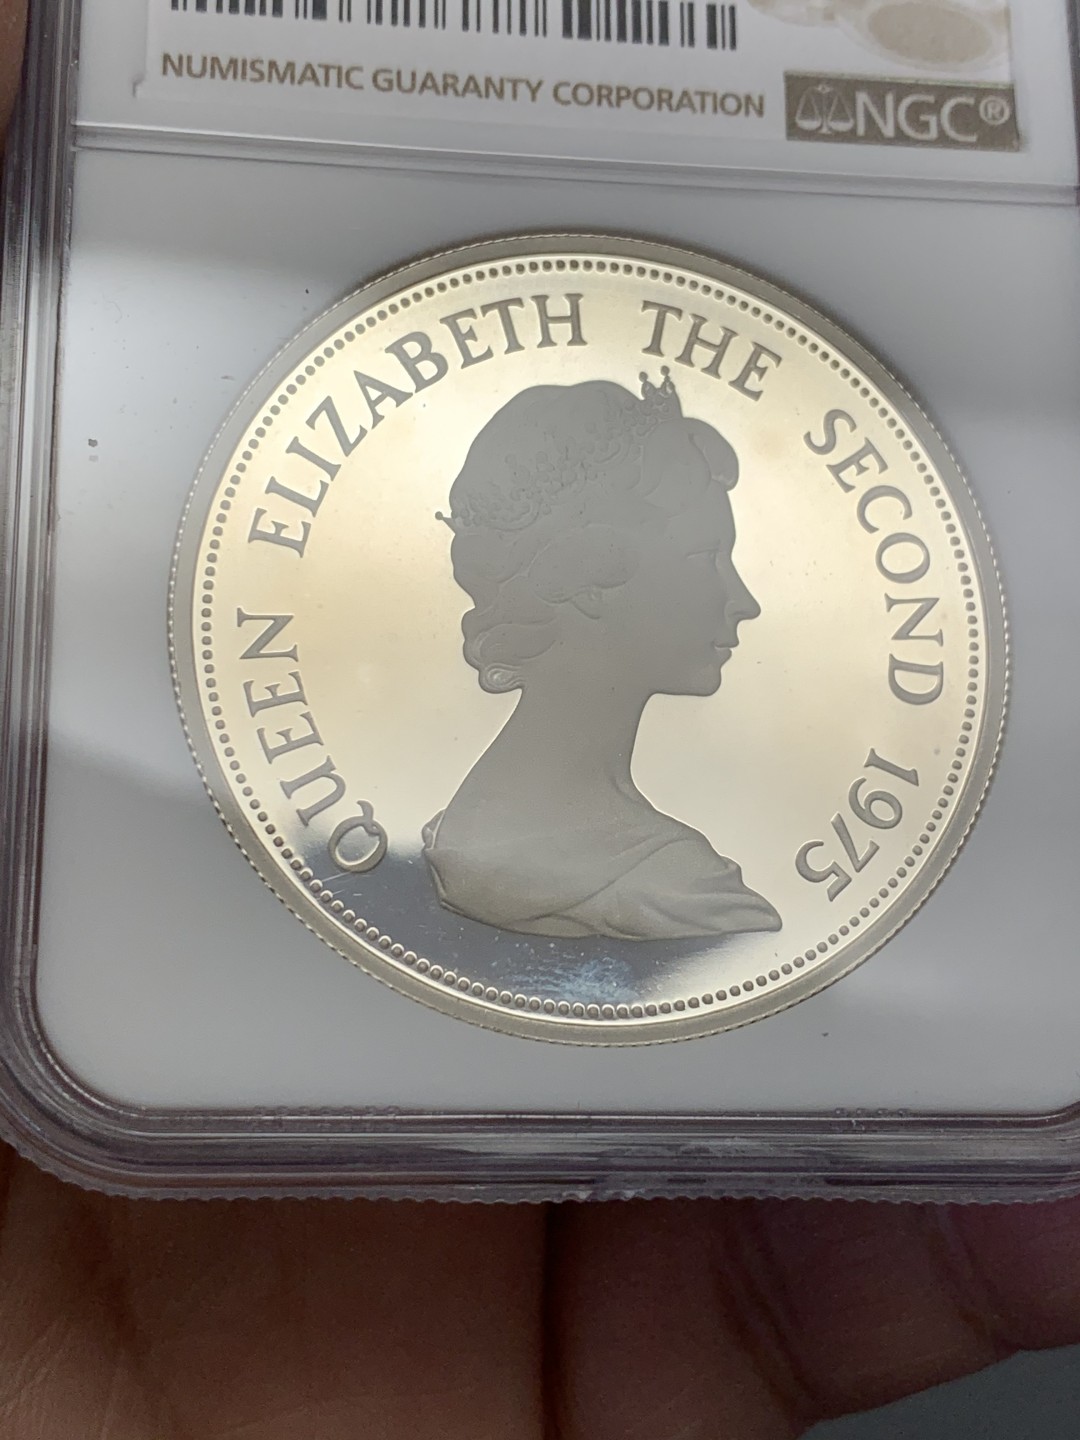 NUMISMATIC GUARANTY CORPORATION
NGC®
QUEEN ELIZABETH THE SECOND 1975